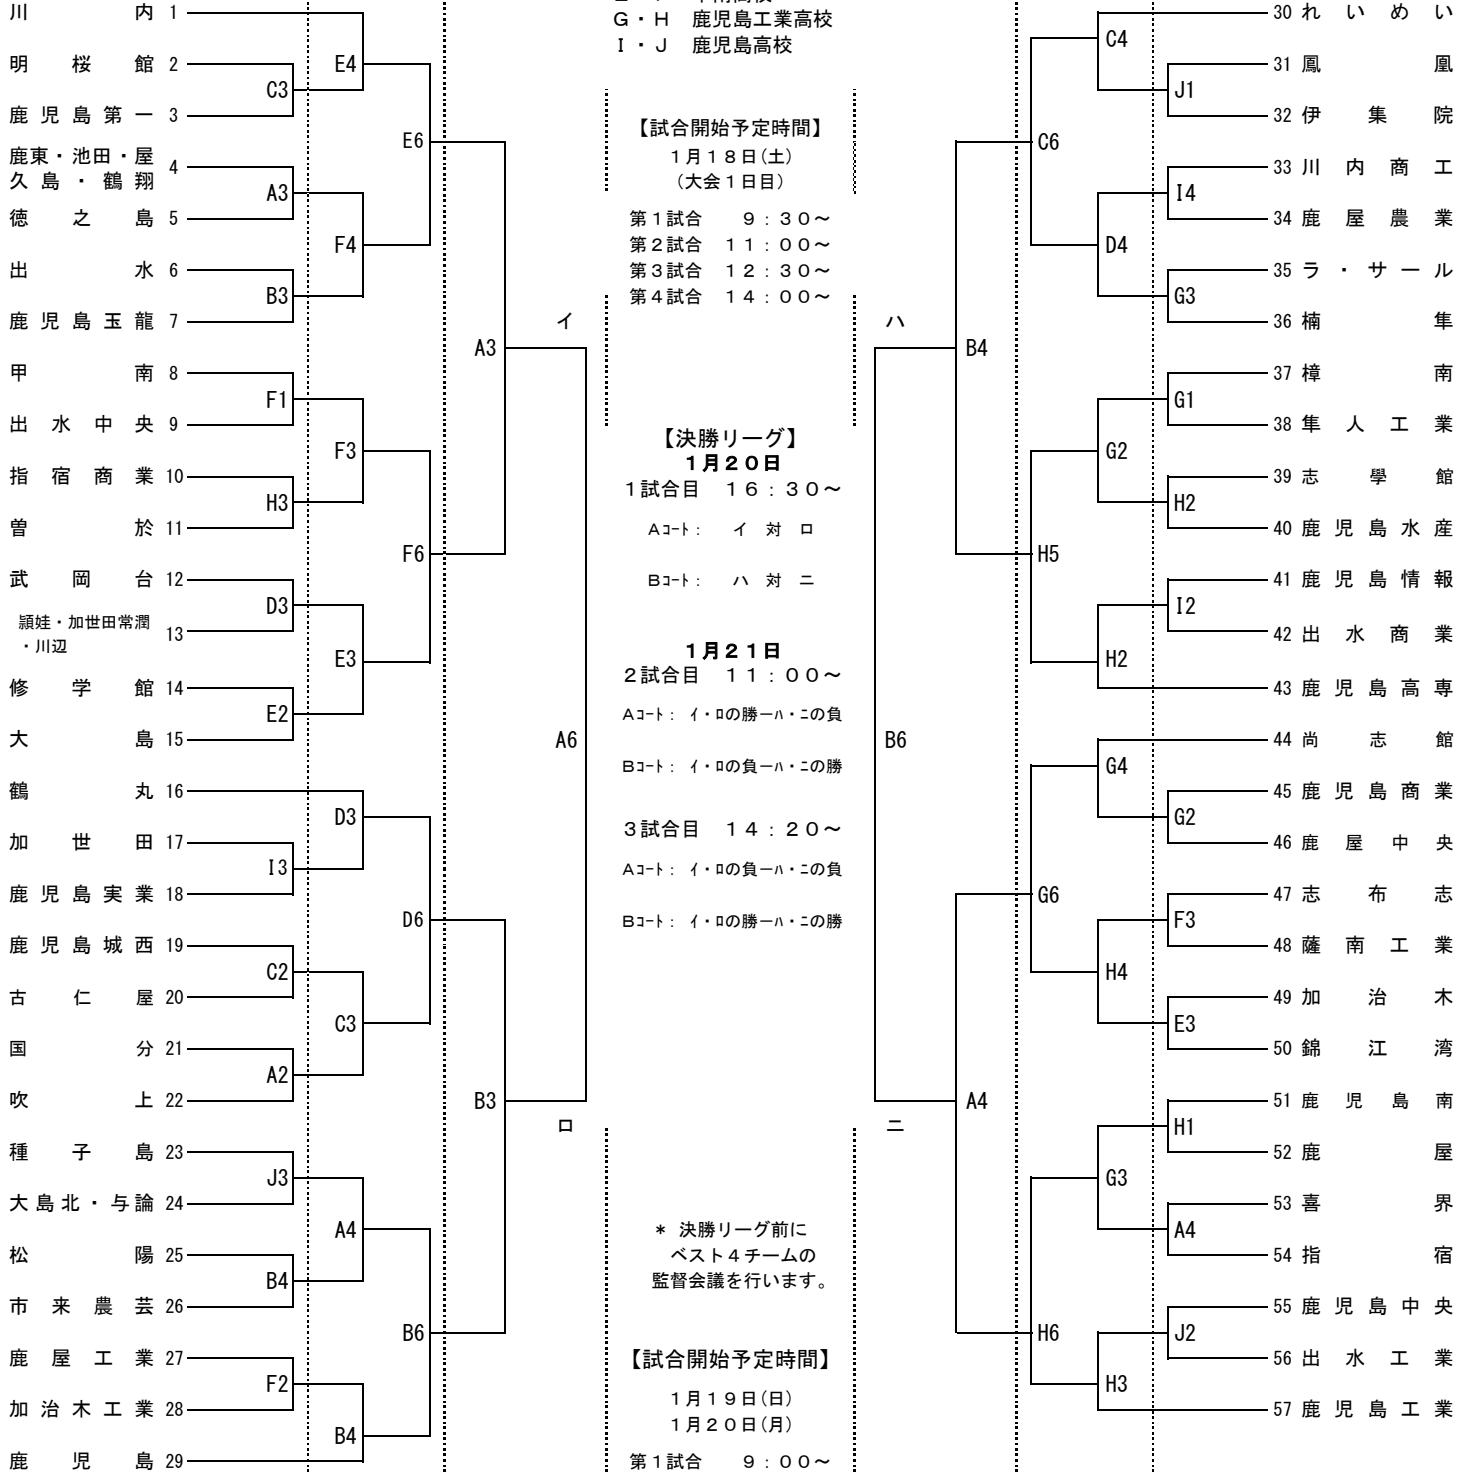 川内 1
明桜館 2
鹿児島第一 3
鹿東・池田・屋
久島・鶴翔 4
徳之島 5
出水 6
鹿児島玉龍 7
甲南 8
出水中央 9
指宿商業 10
曽於 11
武岡台 12
頴娃・加世田常潤
・川辺 13
修学館 14
大島 15
鶴丸 16
加世田 17
鹿児島実業 18
鹿児島城西 19
古仁屋 20
国分 21
吹上 22
種子島 23
大島北・与論 24
松陽 25
市来農芸 26
鹿屋工業 27
加治木工業 28
鹿児島 29
C3
A3
B3
F1
H3
D3
E2
I3
C2
A2
J3
B4
F2
E4
F4
F3
E3
D3
C3
A4
B4
E6
F6
D6
B6
A3
B3
イ
A6
ロ
G・H 鹿児島工業高校
I・J 鹿児島高校
【試合開始予定時間】
1月18日(土)
(大会1日目)
第1試合 9:30~
第2試合 11:00~
第3試合 12:30~
第4試合 14:00~
【決勝リーグ】
1月20日
1試合目 16:30~
Aコート: イ 対 ロ
Bコート: ハ 対 ニ
1月21日
2試合目 11:00~
Aコート: イ・ロの勝ーハ・ニの負
Bコート: イ・ロの負ーハ・ニの勝
3試合目 14:20~
Aコート: イ・ロの負ーハ・ニの負
Bコート: イ・ロの勝ーハ・ニの勝
* 決勝リーグ前に
ベスト4チームの
監督会議を行います。
【試合開始予定時間】
1月19日(日)
1月20日(月)
第1試合 9:00~
ハ
B6
ニ
B4
A4
C6
H5
G6
H6
C4
D4
G2
H2
G4
H4
G3
H3
J1
I4
G3
G1
H2
I2
G2
F3
E3
H1
A4
J2
30 れいめい
31 鳳凰
32 伊集院
33 川内商工
34 鹿屋農業
35 ラ・サール
36 楠隼
37 樟南
38 隼人工業
39 志學館
40 鹿児島水産
41 鹿児島情報
42 出水商業
43 鹿児島高専
44 尚志館
45 鹿児島商業
46 鹿屋中央
47 志布志
48 薩南工業
49 加治木
50 錦江湾
51 鹿児島南
52 鹿屋
53 喜界
54 指宿
55 鹿児島中央
56 出水工業
57 鹿児島工業